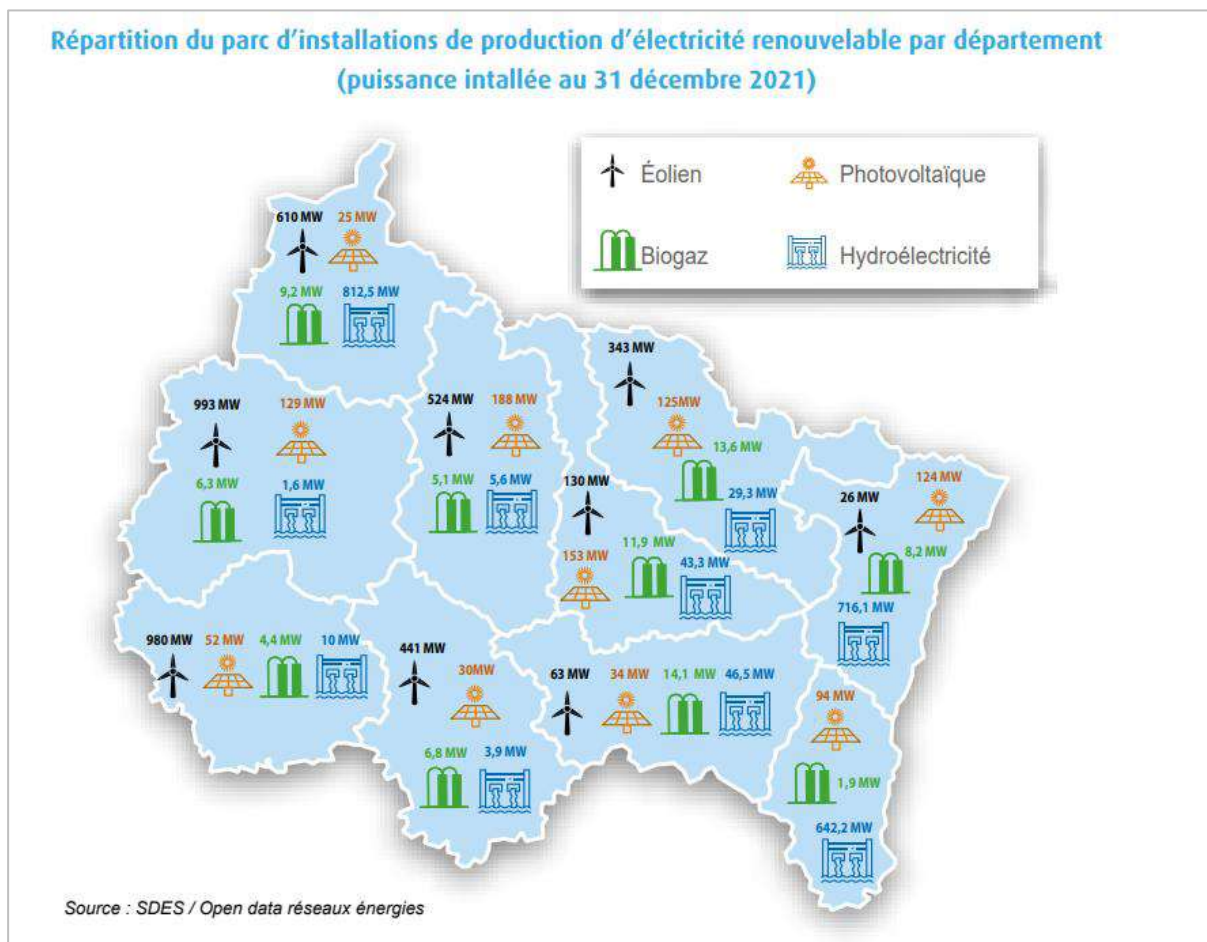 Répartition du parc d'installations de production d'électricité renouvelable par département
(puissance intallée au 31 décembre 2021)
Éolien
Photovoltaïque
Biogaz
Hydroélectricité
610 MW
25 MW
9,2 MW
812,5 MW
343 MW
993 MW
129 MW
524 MW
188 MW
125MW
13,6 MW
6,3 MW
1,6 MW
5,1 MW
5,6 MW
130 MW
29,3 MW
124 MW
26 MW
153 MW
11,9 MW
43,3 MW
8,2 MW
716,1 MW
980 MW
52 MW
4,4 MW
10 MW
441 MW
30MW
63 MW
34 MW
14,1 MW
46,5 MW
94 MW
6,8 MW
3,9 MW
1,9 MW
642,2 MW
Source : SDES / Open data réseaux énergies